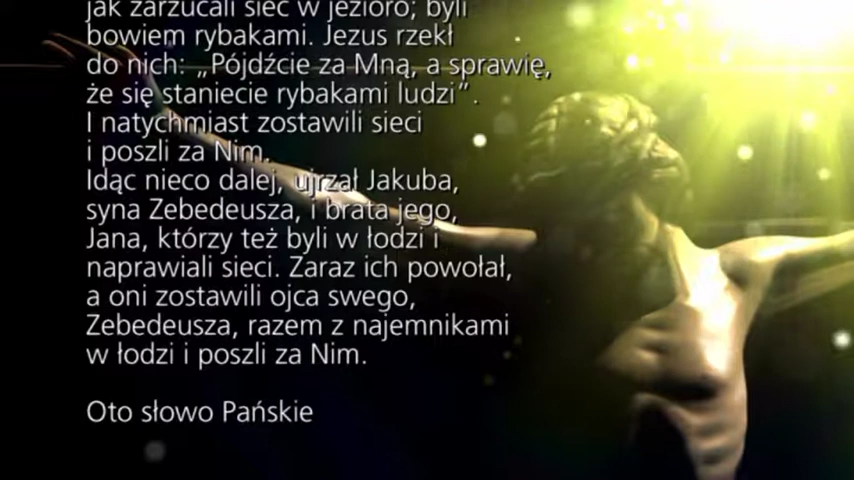 jak zarzucali sieć w jezioro; byli
bowiem rybakami. Jezus rzekł
do nich: „Pójdźcie za Mną, a sprawię,
że się staniecie rybakami ludzi”.
I natychmiast zostawili sieci
i poszli za Nim.
Idąc nieco dalej, ujrzał Jakuba,
syna Zebedeusza, i brata jego,
Jana, którzy też byli w łodzi i
naprawiali sieci. Zaraz ich powołał,
a oni zostawili ojca swego,
Zebedeusza, razem z najemnikami
w łodzi i poszli za Nim.
Oto słowo Pańskie